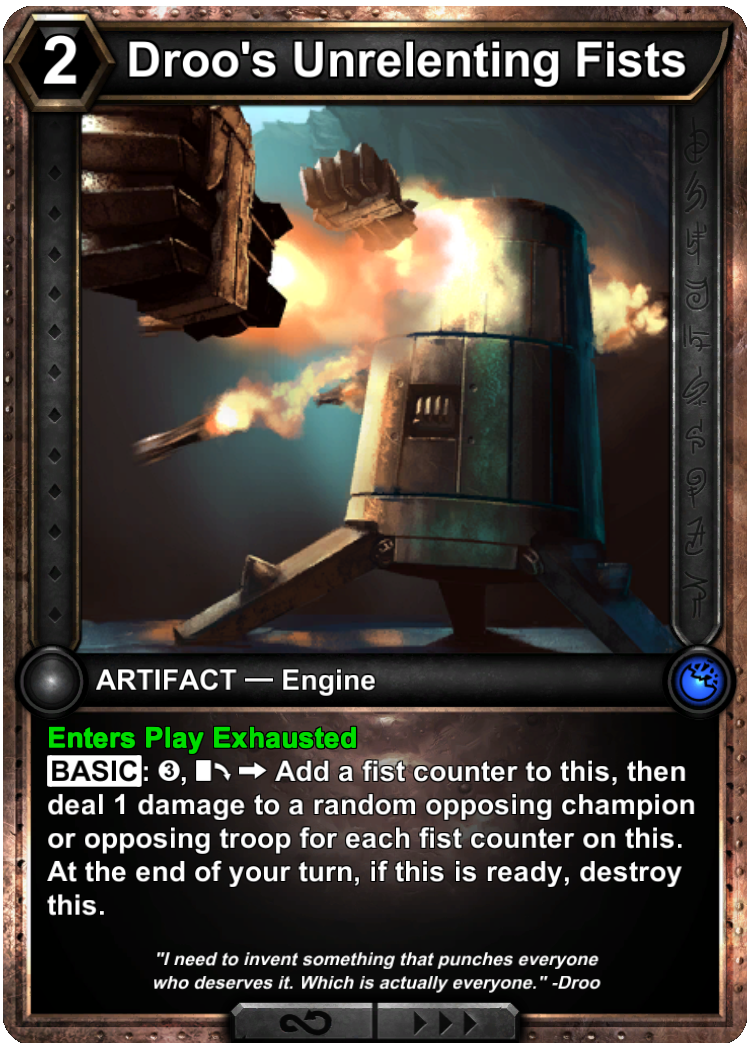 2 Droo's Unrelenting Fists
ARTIFACT — Engine
Enters Play Exhausted
BASIC: ❸, → Add a fist counter to this, then
deal 1 damage to a random opposing champion
or opposing troop for each fist counter on this.
At the end of your turn, if this is ready, destroy
this.
"I need to invent something that punches everyone
who deserves it. Which is actually everyone." -Droo